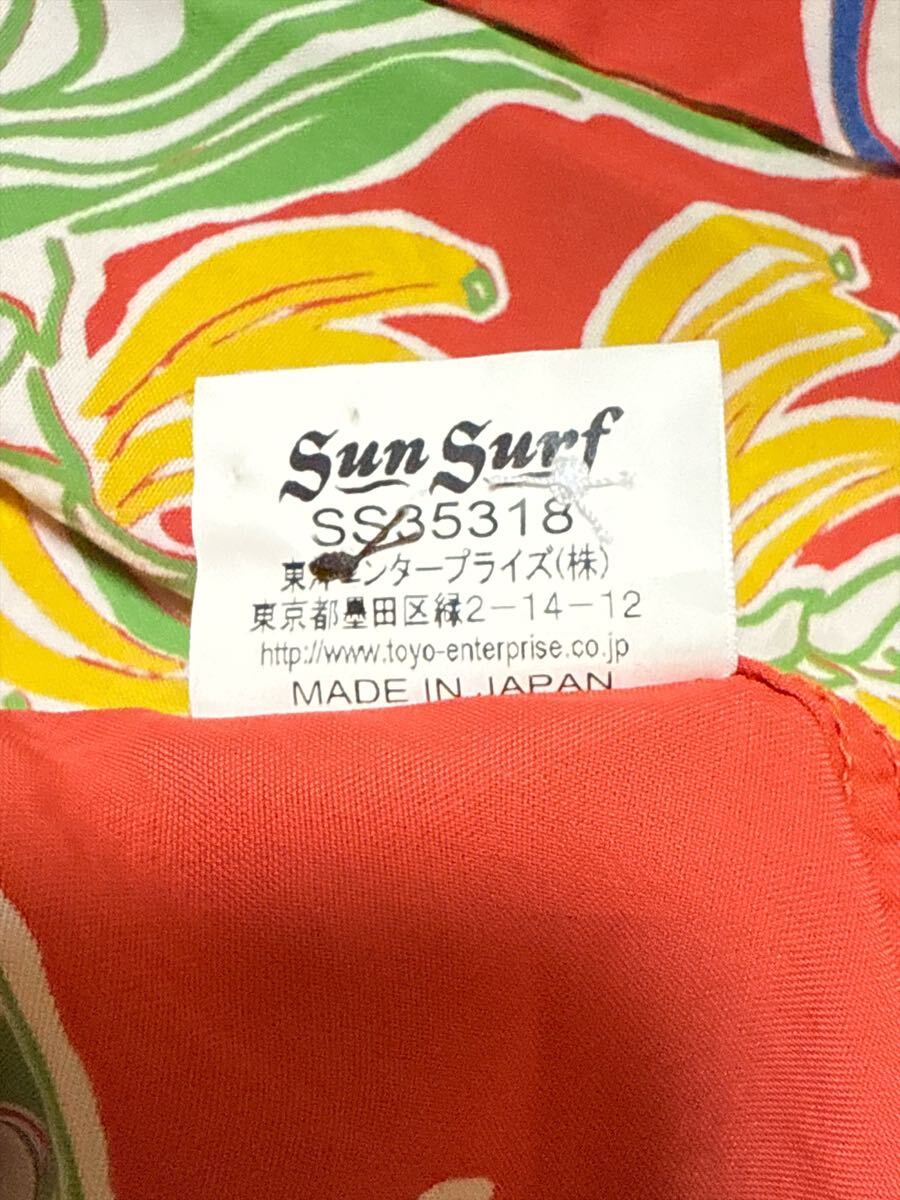 Sun Surf
SS35318
東洋エンタープライズ(株)
東京都墨田区緑2-14-12
http://www.toyo-enterprise.co.jp
MADE IN JAPAN